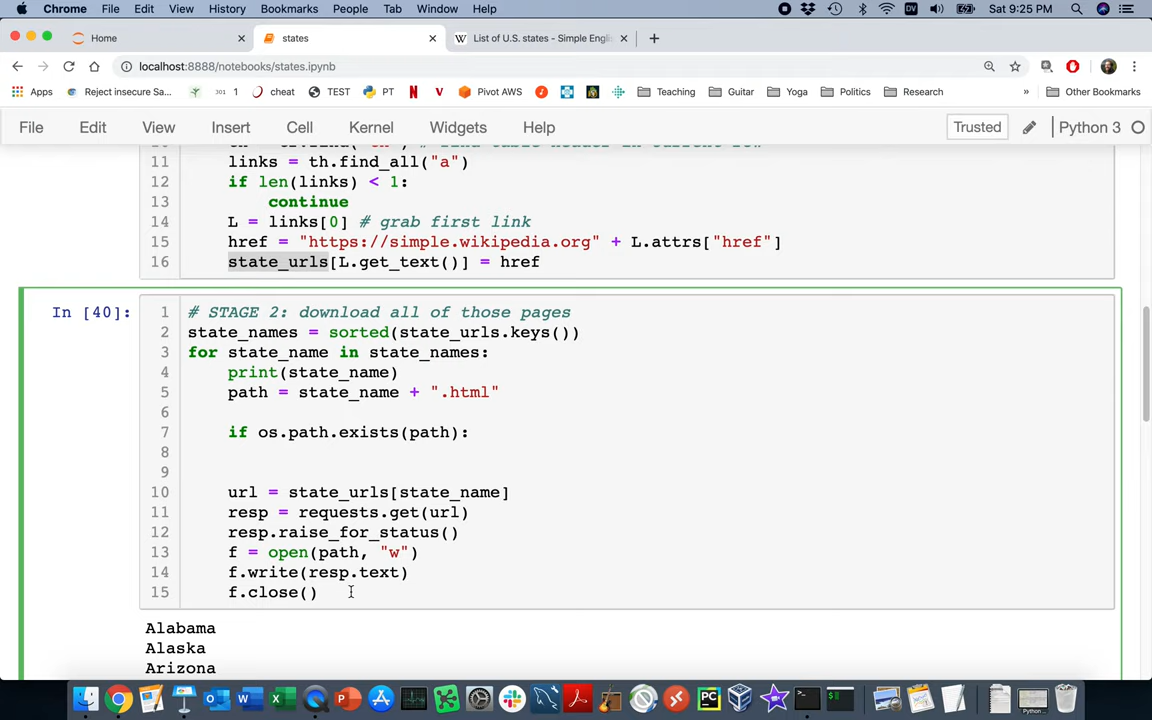 Chrome File Edit View History Bookmarks People Tab Window Help Sat 9:25 PM
Home states List of U.S. states - Simple Engl
localhost:8888/notebooks/states.ipynb
Apps Reject insecure Sa... 301 1 cheat TEST PT Pivot AWS Teaching Guitar Yoga Politics Research » Other Bookmarks
File Edit View Insert Cell Kernel Widgets Help Trusted Python 3
11 links = th.find_all("a")
12 if len(links) < 1:
13 continue
14 L = links[0] # grab first link
15 href = "https://simple.wikipedia.org" + L.attrs["href"]
16 state_urls[L.get_text()] = href
In [40]: 1 # STAGE 2: download all of those pages
2 state_names = sorted(state_urls.keys())
3 for state_name in state_names:
4 print(state_name)
5 path = state_name + ".html"
6
7 if os.path.exists(path):
8
9
10 url = state_urls[state_name]
11 resp = requests.get(url)
12 resp.raise_for_status()
13 f = open(path, "w")
14 f.write(resp.text)
15 f.close()
Alabama
Alaska
Arizona